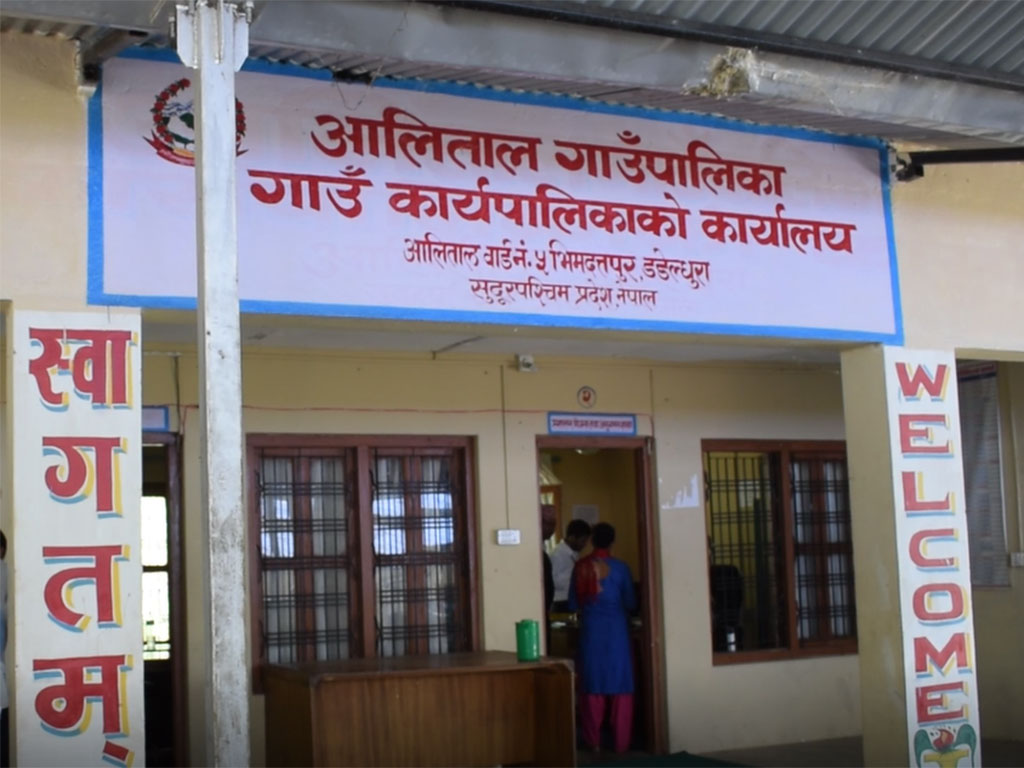 आलिताल गाउँपालिका
गाउँ कार्यपालिकाको कार्यालय
आलिताल वार्ड नं. ५ भिमदत्तपुर, डडेल्धुरा
सुदूरपश्चिम प्रदेश, नेपाल
स्वागतम्
WELCOME